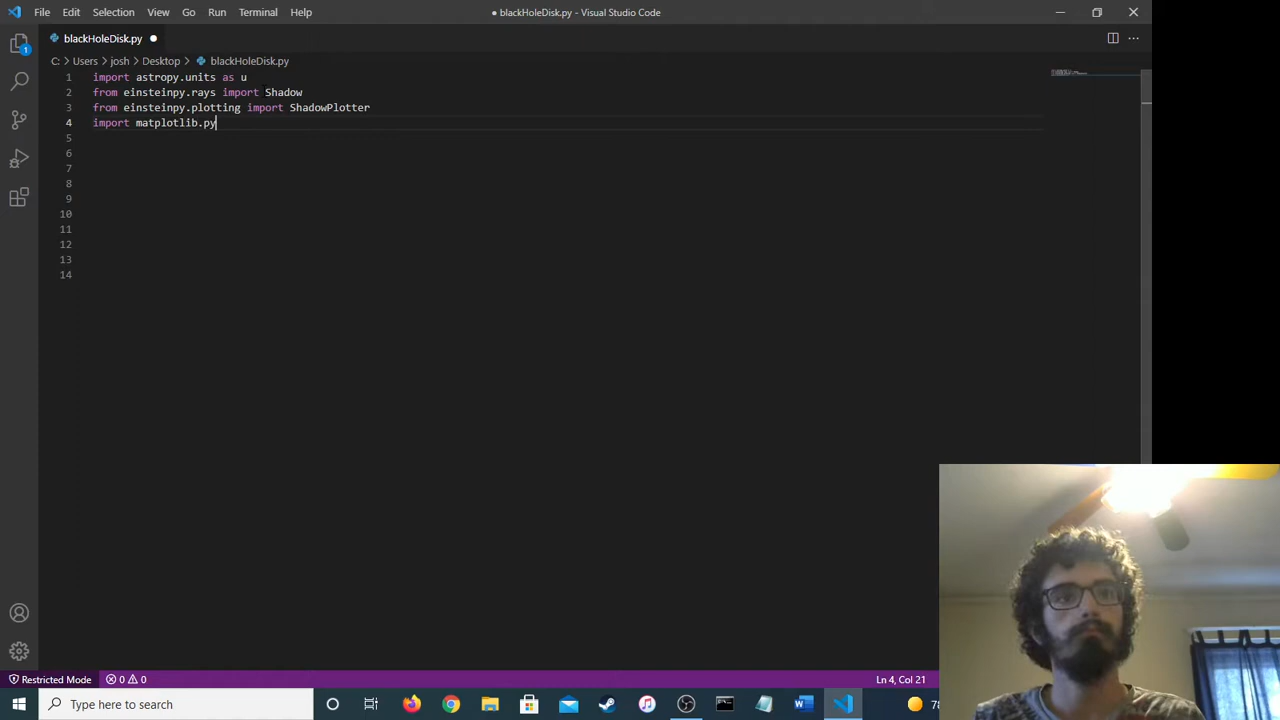 File Edit Selection View Go Run Terminal Help
● blackHoleDisk.py - Visual Studio Code
blackHoleDisk.py ●
C: > Users > josh > Desktop > blackHoleDisk.py
1 import astropy.units as u
2 from einsteinpy.rays import Shadow
3 from einsteinpy.plotting import ShadowPlotter
4 import matplotlib.py
5
6
7
8
9
10
11
12
13
14
1
Restricted Mode 0 0 Ln 4, Col 21
Type here to search